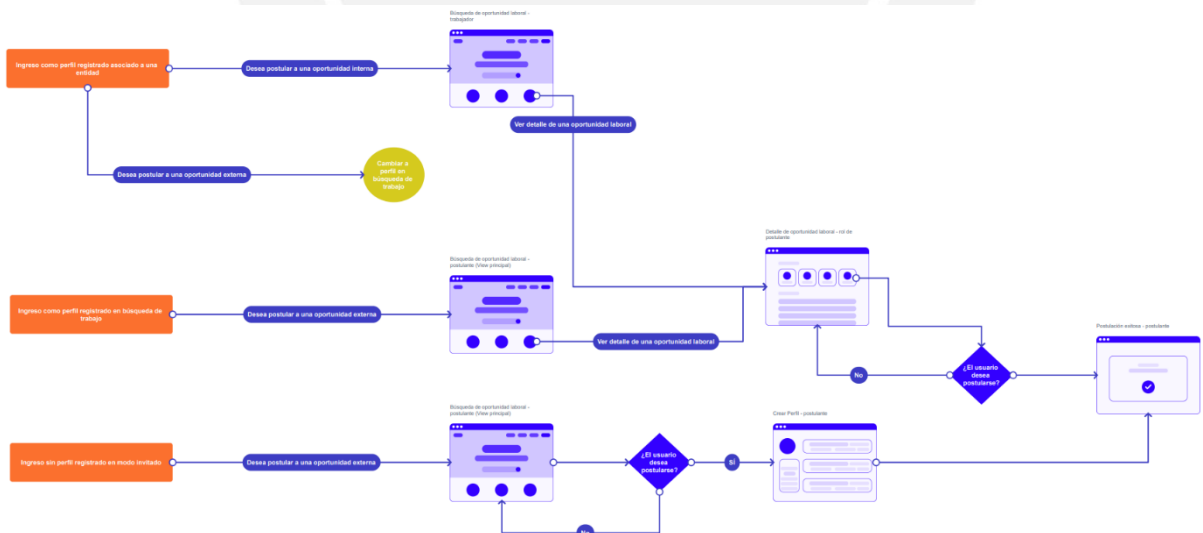 Búsqueda de oportunidad laboral -
trabajador
Ingreso como perfil registrado asociado a una
entidad
Desea postular a una oportunidad interna
Ver detalle de una oportunidad laboral
Desea postular a una oportunidad externa
Cambiar a
perfil en
búsqueda de
trabajo
Detalle de oportunidad laboral - rol de
postulante
Búsqueda de oportunidad laboral -
postulante (View principal)
Ingreso como perfil registrado en búsqueda de
trabajo
Desea postular a una oportunidad externa
Ver detalle de una oportunidad laboral
Postulación exitosa - postulante
No
¿El usuario
desea
postularse?
Búsqueda de oportunidad laboral -
postulante (View principal)
Crear Perfil - postulante
Ingreso sin perfil registrado en modo invitado
Desea postular a una oportunidad externa
¿El usuario
desea
postularse?
Sí
No